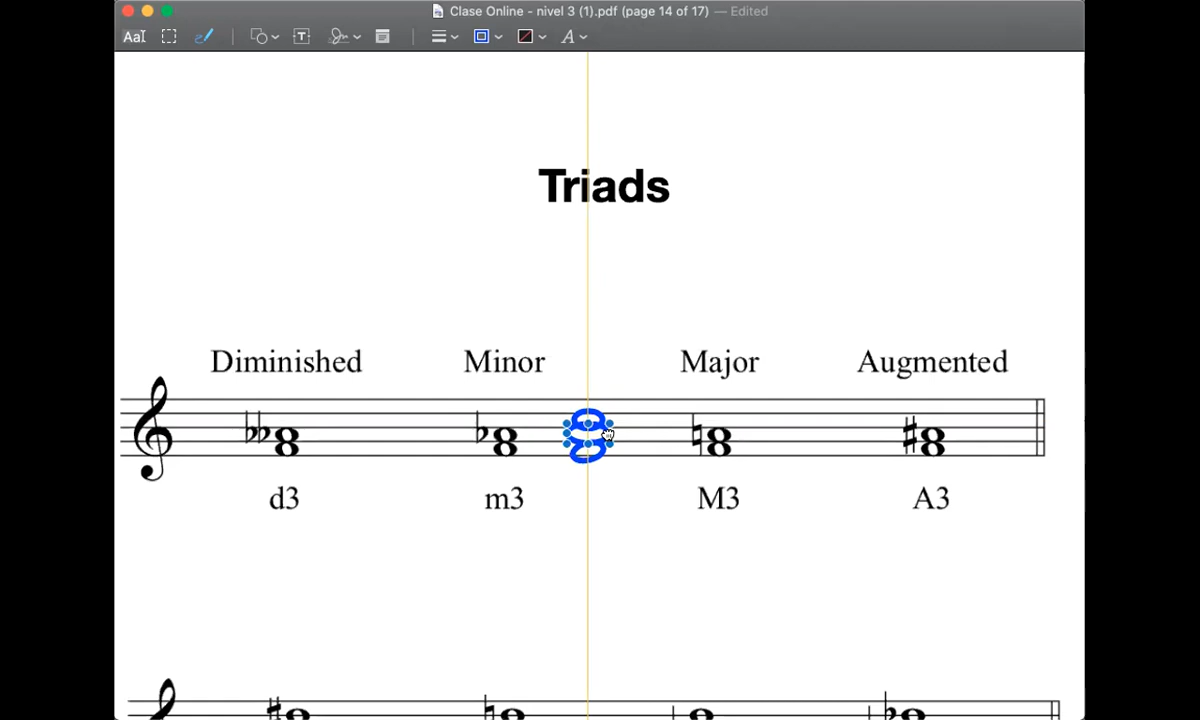 Clase Online - nivel 3 (1).pdf (page 14 of 17) — Edited
AaI T A
Triads
Diminished Minor Major Augmented
d3 m3 M3 A3